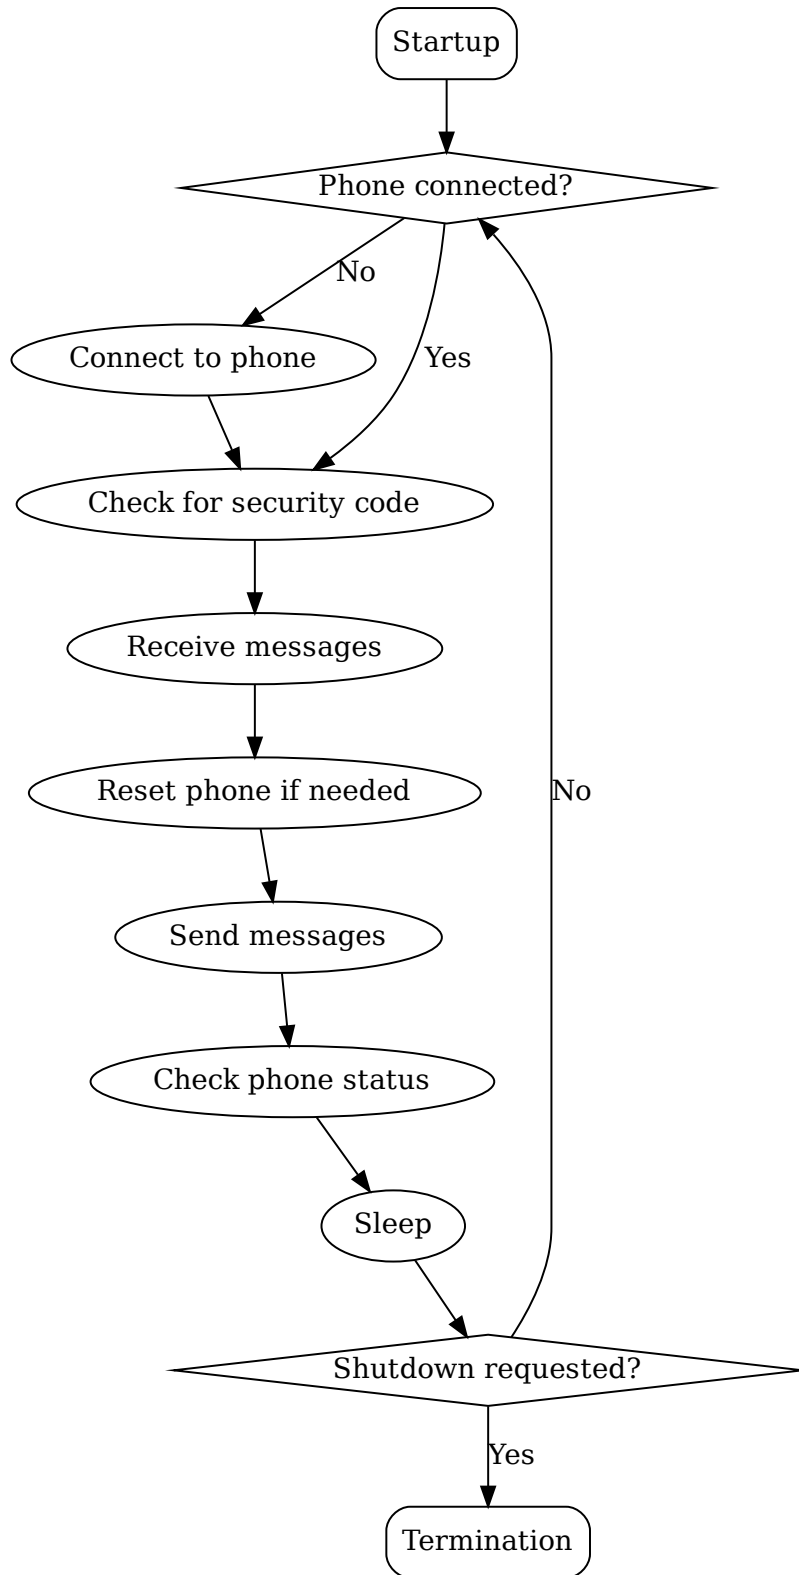 Startup
Phone connected?
No
Connect to phone
Yes
Check for security code
Receive messages
Reset phone if needed
No
Send messages
Check phone status
Sleep
Shutdown requested?
Yes
Termination